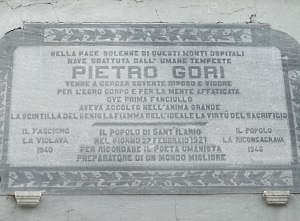 NELLA PACE SOLENNE DI QUESTI MONTI OSPITALI
NAVE SBATTUTA DALL' UMANE TEMPESTE
PIETRO GORI
VENNE A CERCAR SOVENTE RIPOSO E VIGORE
PER L'EGRO CORPO E PER LA MENTE AFFATICATA
OVE PRIMA FANCIULLO
AVEVA ACCOLTO NELL'ANIMA GRANDE
LA SCINTILLA DEL GENIO LA FIAMMA DELL'IDEALE LA VIRTÙ DEL SACRIFICIO
IL POPOLO DI SANT'ILARIO
NEL GIORNO 27 FEBBRAIO 1921
PER RICORDARE IL POETA UMANISTA
PREPARATORE DI UN MONDO MIGLIORE
IL FASCISMO
LA VIOLAVA
1940
IL POPOLO
LA RICONSACRAVA
1946